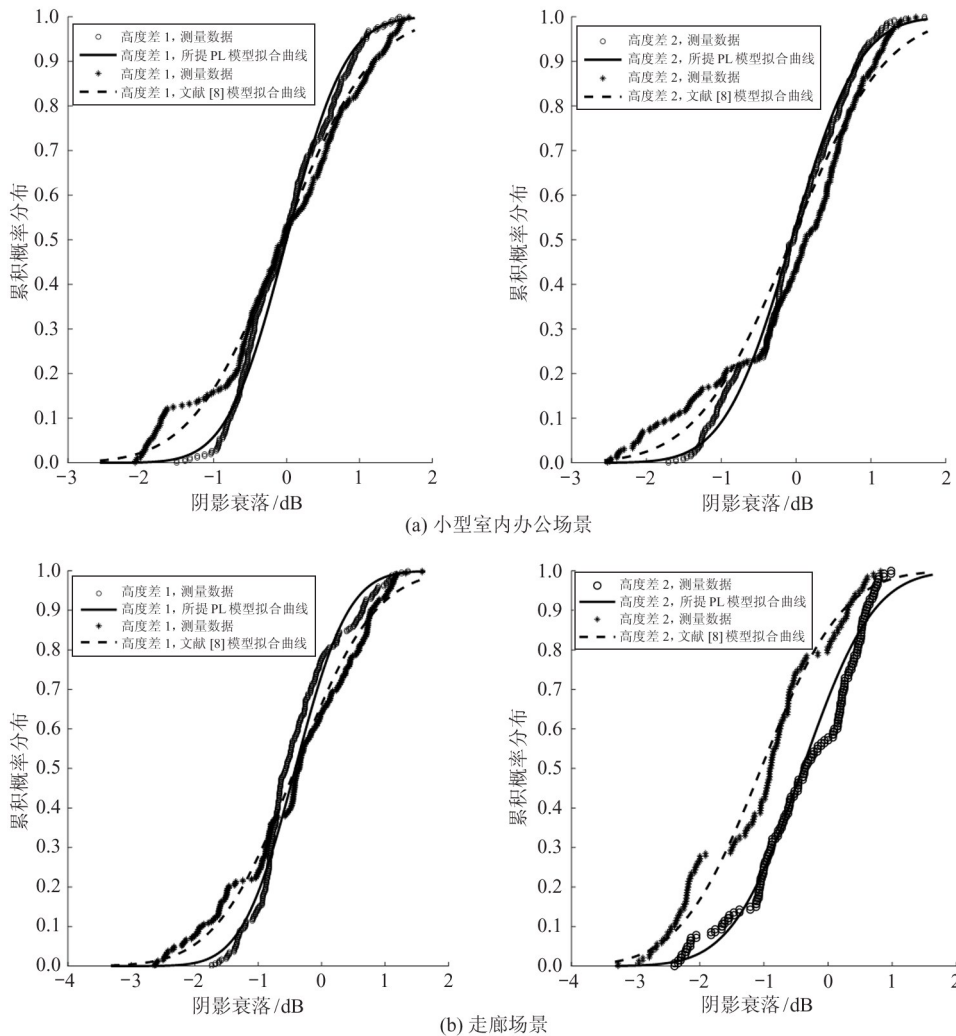 高度差 1, 测量数据
高度差 1, 所提 PL 模型拟合曲线
高度差 1, 测量数据
高度差 1, 文献 [8] 模型拟合曲线
1.0
0.9
0.8
0.7
0.6
0.5
0.4
0.3
0.2
0.1
0.0
累积概率分布
−3 −2 −1 0 1 2
阴影衰落/dB
高度差 2, 测量数据
高度差 2, 所提 PL 模型拟合曲线
高度差 2, 测量数据
高度差 2, 文献 [8] 模型拟合曲线
1.0
0.9
0.8
0.7
0.6
0.5
0.4
0.3
0.2
0.1
0.0
累积概率分布
−3 −2 −1 0 1 2
阴影衰落/dB
(a) 小型室内办公场景
高度差 1, 测量数据
高度差 1, 所提 PL 模型拟合曲线
高度差 1, 测量数据
高度差 1, 文献 [8] 模型拟合曲线
1.0
0.9
0.8
0.7
0.6
0.5
0.4
0.3
0.2
0.1
0.0
累积概率分布
−4 −3 −2 −1 0 1 2
阴影衰落/dB
高度差 2, 测量数据
高度差 2, 所提 PL 模型拟合曲线
高度差 2, 测量数据
高度差 2, 文献 [8] 模型拟合曲线
1.0
0.9
0.8
0.7
0.6
0.5
0.4
0.3
0.2
0.1
0.0
累积概率分布
−4 −3 −2 −1 0 1 2
阴影衰落/dB
(b) 走廊场景